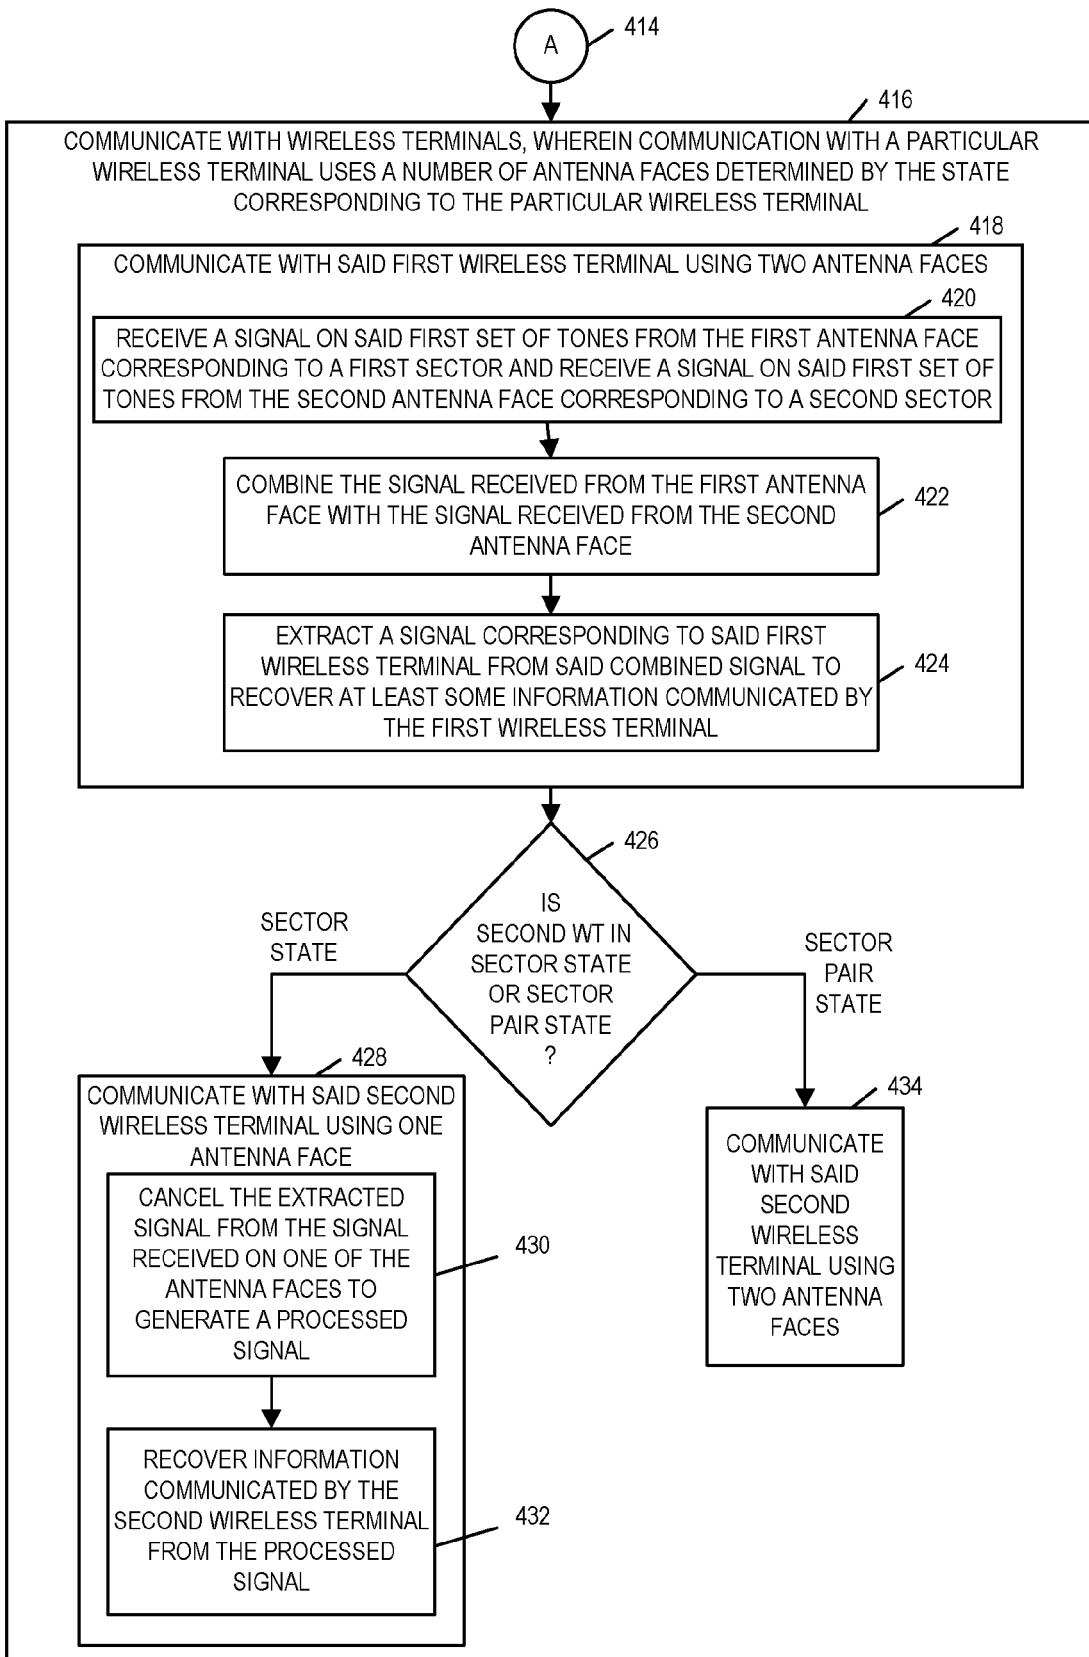 A
414
416
COMMUNICATE WITH WIRELESS TERMINALS, WHEREIN COMMUNICATION WITH A PARTICULAR
WIRELESS TERMINAL USES A NUMBER OF ANTENNA FACES DETERMINED BY THE STATE
CORRESPONDING TO THE PARTICULAR WIRELESS TERMINAL
418
COMMUNICATE WITH SAID FIRST WIRELESS TERMINAL USING TWO ANTENNA FACES
420
RECEIVE A SIGNAL ON SAID FIRST SET OF TONES FROM THE FIRST ANTENNA FACE
CORRESPONDING TO A FIRST SECTOR AND RECEIVE A SIGNAL ON SAID FIRST SET OF
TONES FROM THE SECOND ANTENNA FACE CORRESPONDING TO A SECOND SECTOR
COMBINE THE SIGNAL RECEIVED FROM THE FIRST ANTENNA
FACE WITH THE SIGNAL RECEIVED FROM THE SECOND
ANTENNA FACE
422
EXTRACT A SIGNAL CORRESPONDING TO SAID FIRST
WIRELESS TERMINAL FROM SAID COMBINED SIGNAL TO
RECOVER AT LEAST SOME INFORMATION COMMUNICATED BY
THE FIRST WIRELESS TERMINAL
424
426
IS
SECOND WT IN
SECTOR STATE
OR SECTOR
PAIR STATE
?
SECTOR
STATE
SECTOR
PAIR
STATE
428
COMMUNICATE WITH SAID SECOND
WIRELESS TERMINAL USING ONE
ANTENNA FACE
CANCEL THE EXTRACTED
SIGNAL FROM THE SIGNAL
RECEIVED ON ONE OF THE
ANTENNA FACES TO
GENERATE A PROCESSED
SIGNAL
430
RECOVER INFORMATION
COMMUNICATED BY THE
SECOND WIRELESS TERMINAL
FROM THE PROCESSED
SIGNAL
432
434
COMMUNICATE
WITH SAID
SECOND
WIRELESS
TERMINAL USING
TWO ANTENNA
FACES